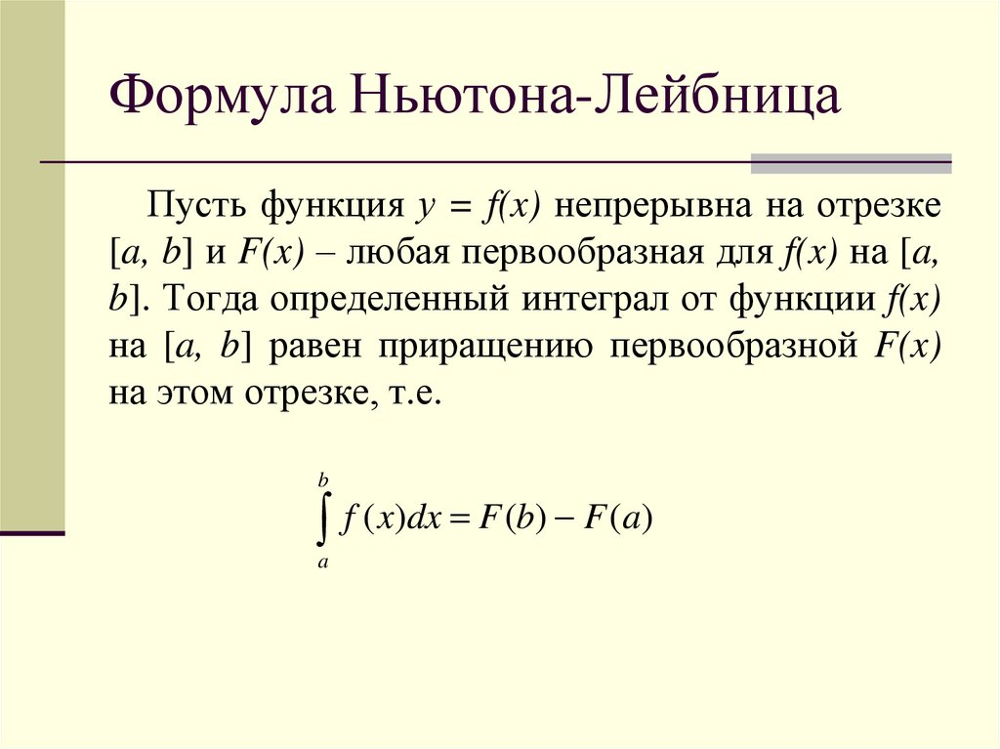 Формула Ньютона-Лейбница
Пусть функция y = f(x) непрерывна на отрезке
[a, b] и F(x) – любая первообразная для f(x) на [a,
b]. Тогда определенный интеграл от функции f(x)
на [a, b] равен приращению первообразной F(x)
на этом отрезке, т.е.
b
∫ f (x)dx = F (b) − F (a)
a